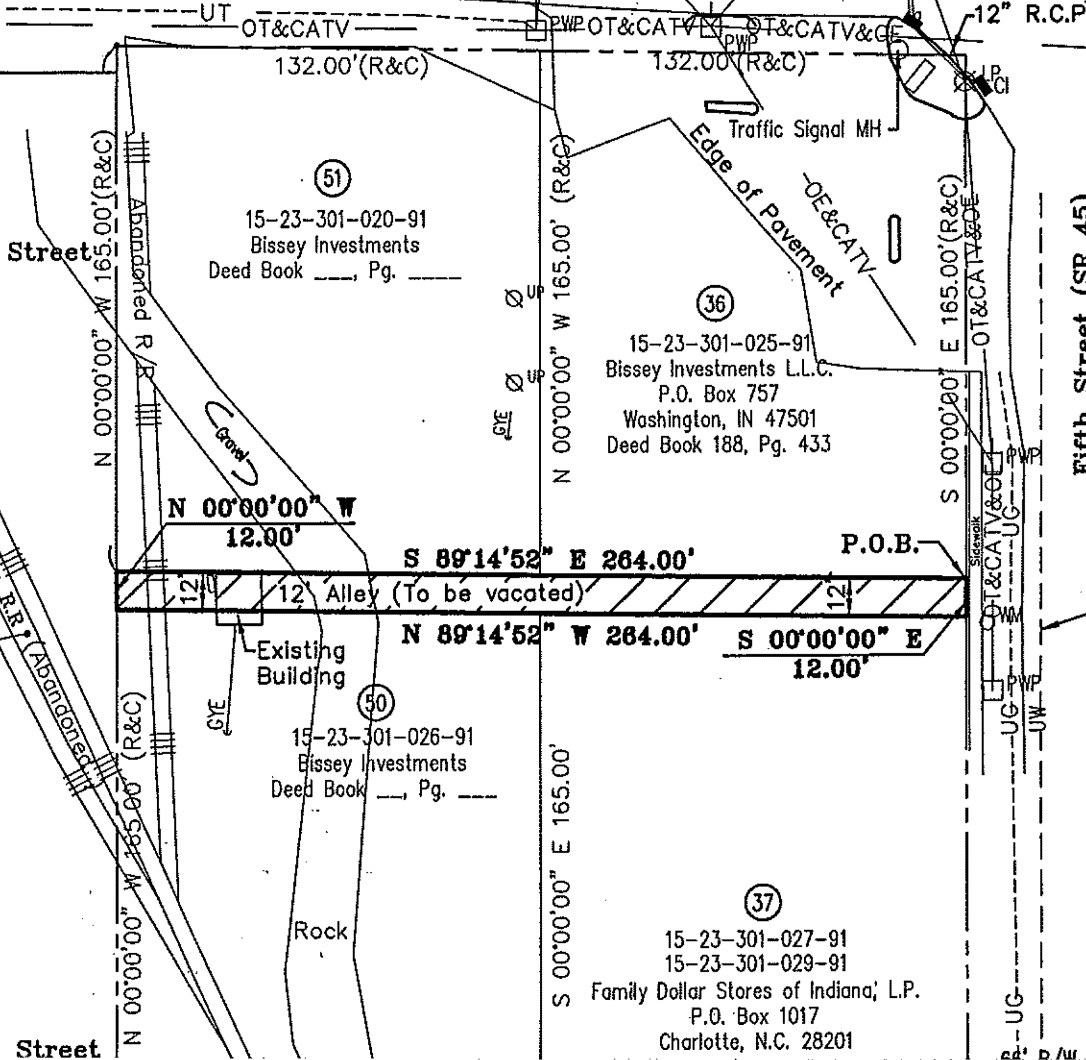 UT
OT&CATV
PWP
OT&CATV
PWP
OT&CATV&OE
12" R.C.P
132.00'(R&C)
132.00'(R&C)
LP
CI
Traffic Signal MH
Edge of Pavement
OE&CATV
N 00°00'00" W 165.00'(R&C)
Abandoned R/R
51
15-23-301-020-91
Bissey Investments
Deed Book ___, Pg. ____
Street
N 00°00'00" W 165.00' (R&C)
UP
UP
GYE
36
15-23-301-025-91
Bissey Investments L.L.C.
P.O. Box 757
Washington, IN 47501
Deed Book 188, Pg. 433
S 00°00'00" E 165.00'(R&C)
OT&CATV&OE
Fifth Street (SR 45)
Gravel
N 00°00'00" W
12.00'
S 89°14'52" E 264.00'
P.O.B.
Sidewalk
PWP
UG
OT&CATV&OE
12'
12' Alley (To be vacated)
12'
N 89°14'52" W 264.00'
S 00°00'00" E
12.00'
PWM
PWP
UG
UW
R.R. (Abandoned)
Existing
Building
GYE
50
15-23-301-026-91
Bissey Investments
Deed Book __, Pg. ___
N 00°00'00" W 165.00 (R&C)
S 00°00'00" E 165.00'
Rock
37
15-23-301-027-91
15-23-301-029-91
Family Dollar Stores of Indiana, L.P.
P.O. Box 1017
Charlotte, N.C. 28201
UG
Street
66' R/W